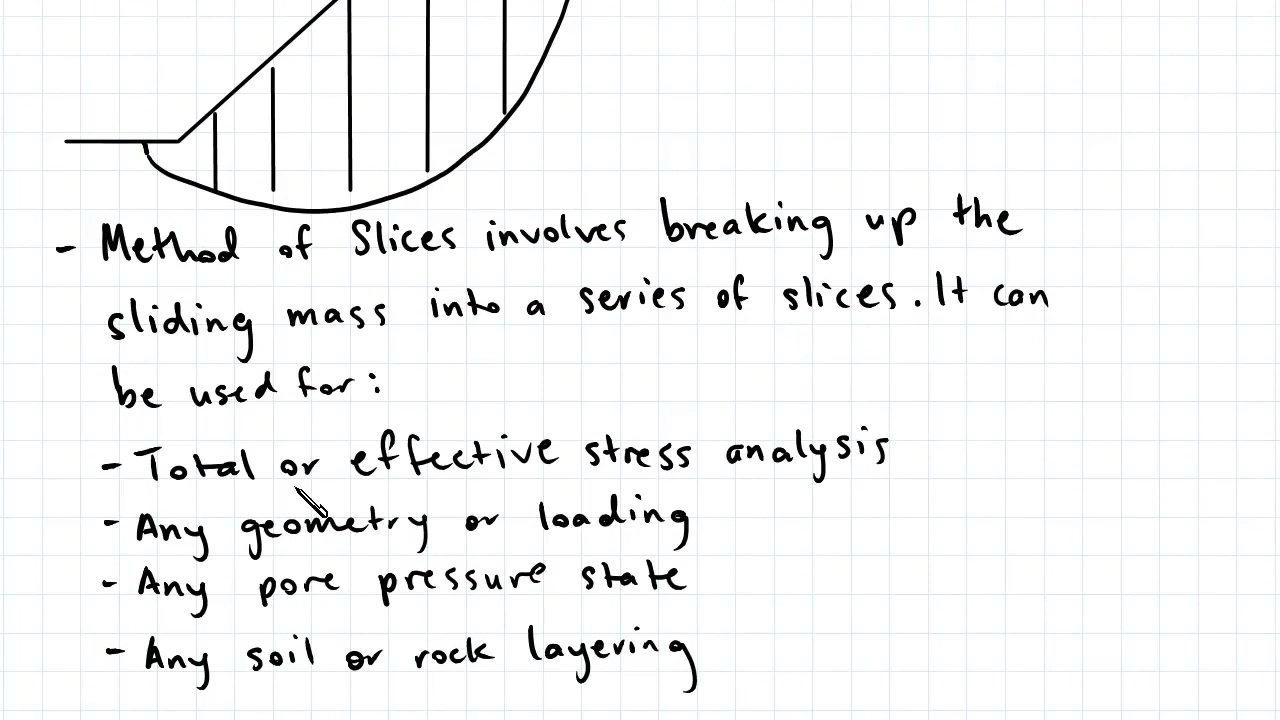 - Method of Slices involves breaking up the
sliding mass into a series of slices. It can
be used for:
- Total or effective stress analysis
- Any geometry or loading
- Any pore pressure state
- Any soil or rock layering